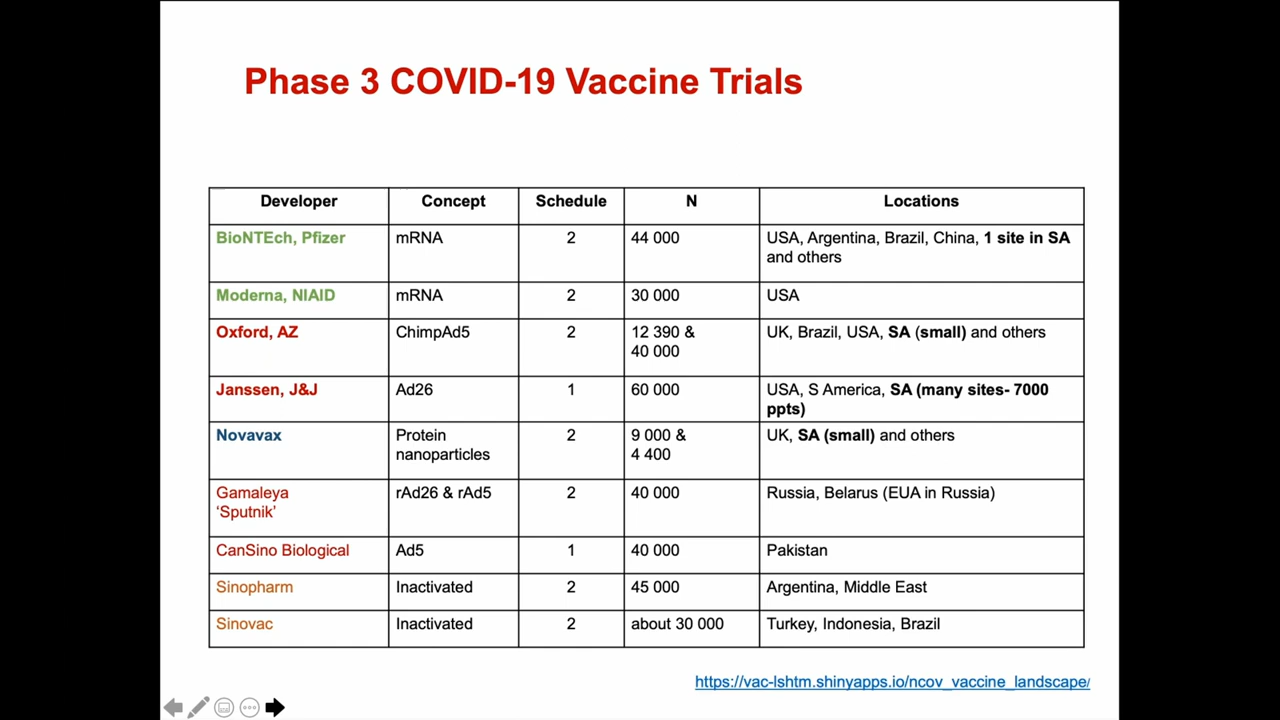 Phase 3 COVID-19 Vaccine Trials
Developer Concept Schedule N Locations
BioNTEch, Pfizer mRNA 2 44 000 USA, Argentina, Brazil, China, 1 site in SA
and others
Moderna, NIAID mRNA 2 30 000 USA
Oxford, AZ ChimpAd5 2 12 390 & UK, Brazil, USA, SA (small) and others
40 000
Janssen, J&J Ad26 1 60 000 USA, S America, SA (many sites- 7000
ppts)
Novavax Protein 2 9 000 & UK, SA (small) and others
nanoparticles 4 400
Gamaleya rAd26 & rAd5 2 40 000 Russia, Belarus (EUA in Russia)
‘Sputnik’
CanSino Biological Ad5 1 40 000 Pakistan
Sinopharm Inactivated 2 45 000 Argentina, Middle East
Sinovac Inactivated 2 about 30 000 Turkey, Indonesia, Brazil
https://vac-lshtm.shinyapps.io/ncov_vaccine_landscape/